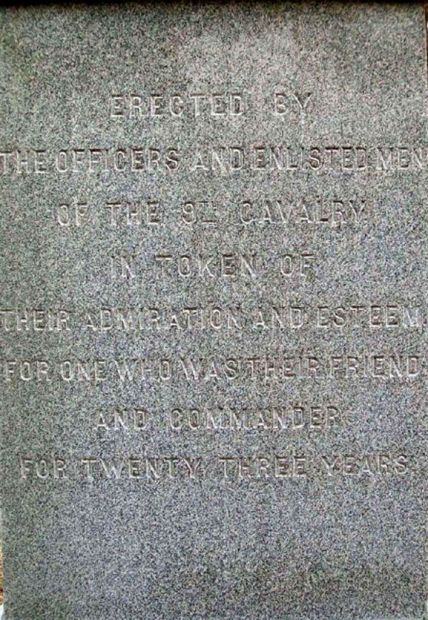 ERECTED BY
THE OFFICERS AND ENLISTED MEN
OF THE 9TH CAVALRY
IN TOKEN OF
THEIR ADMIRATION AND ESTEEM
FOR ONE WHO WAS THEIR FRIEND
AND COMMANDER
FOR TWENTY THREE YEARS.